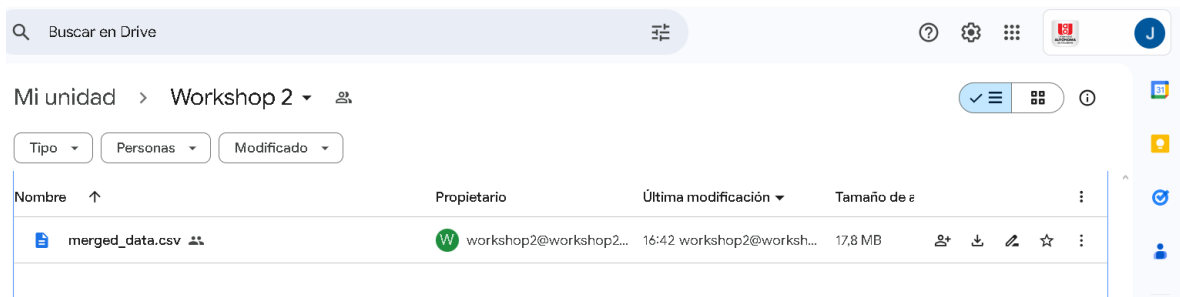 Buscar en Drive
J
Mi unidad > Workshop 2
31
Tipo Personas Modificado
Nombre Propietario Última modificación Tamaño de a
merged_data.csv W workshop2@workshop2... 16:42 workshop2@worksh... 17,8 MB